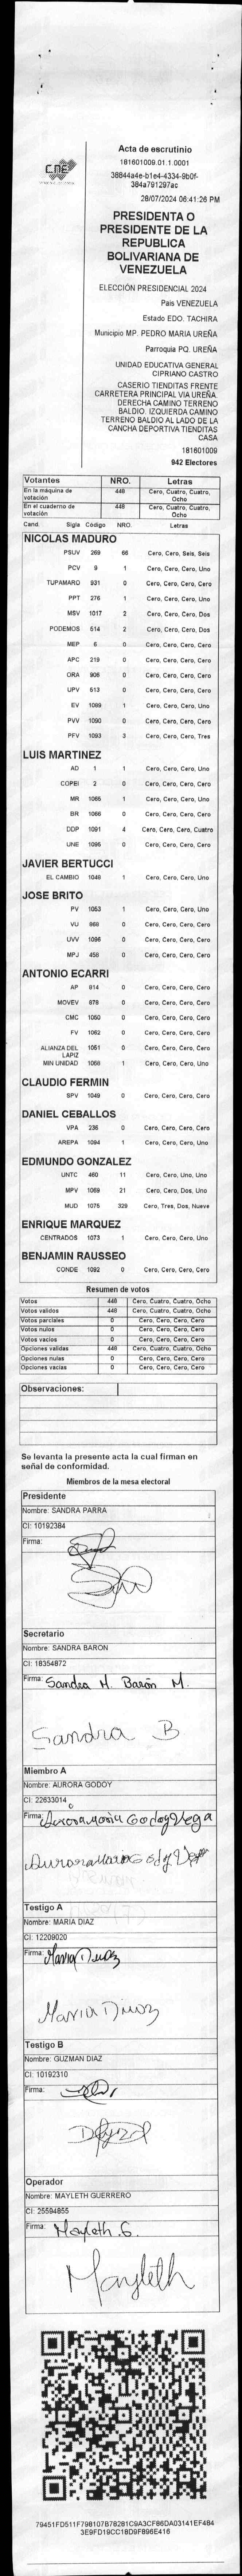 CNE
Acta de escrutinio
181601009.01.1.0001
38844a4e-b1e4-4334-9b0f-
384a791297ac
28/07/2024 06:41:26 PM
PRESIDENTA O
PRESIDENTE DE LA
REPUBLICA
BOLIVARIANA DE
VENEZUELA
ELECCIÓN PRESIDENCIAL 2024
Pais VENEZUELA
Estado EDO. TACHIRA
Municipio MP. PEDRO MARIA UREÑA
Parroquia PQ. UREÑA
UNIDAD EDUCATIVA GENERAL
CIPRIANO CASTRO
CASERIO TIENDITAS FRENTE
CARRETERA PRINCIPAL VIA UREÑA.
DERECHA CAMINO TERRENO
BALDIO. IZQUIERDA CAMINO
TERRENO BALDIO AL LADO DE LA
CANCHA DEPORTIVA TIENDITAS
CASA
181601009
942 Electores
Votantes NRO. Letras
En la máquina de votación 448 Cero, Cuatro, Cuatro, Ocho
En el cuaderno de votación 448 Cero, Cuatro, Cuatro, Ocho
Cand. Sigla Código NRO. Letras
NICOLAS MADURO
PSUV 269 66 Cero, Cero, Seis, Seis
PCV 9 1 Cero, Cero, Cero, Uno
TUPAMARO 931 0 Cero, Cero, Cero, Cero
PPT 276 1 Cero, Cero, Cero, Uno
MSV 1017 2 Cero, Cero, Cero, Dos
PODEMOS 514 2 Cero, Cero, Cero, Dos
MEP 6 0 Cero, Cero, Cero, Cero
APC 219 0 Cero, Cero, Cero, Cero
ORA 906 0 Cero, Cero, Cero, Cero
UPV 513 0 Cero, Cero, Cero, Cero
EV 1089 1 Cero, Cero, Cero, Uno
PVV 1090 0 Cero, Cero, Cero, Cero
PFV 1093 3 Cero, Cero, Cero, Tres
LUIS MARTINEZ
AD 1 1 Cero, Cero, Cero, Uno
COPEI 2 0 Cero, Cero, Cero, Cero
MR 1065 1 Cero, Cero, Cero, Uno
BR 1066 0 Cero, Cero, Cero, Cero
DDP 1091 4 Cero, Cero, Cero, Cuatro
UNE 1095 0 Cero, Cero, Cero, Cero
JAVIER BERTUCCI
EL CAMBIO 1048 1 Cero, Cero, Cero, Uno
JOSE BRITO
PV 1053 1 Cero, Cero, Cero, Uno
VU 968 0 Cero, Cero, Cero, Cero
UVV 1096 0 Cero, Cero, Cero, Cero
MPJ 458 0 Cero, Cero, Cero, Cero
ANTONIO ECARRI
AP 814 0 Cero, Cero, Cero, Cero
MOVEV 878 0 Cero, Cero, Cero, Cero
CMC 1050 0 Cero, Cero, Cero, Cero
FV 1062 0 Cero, Cero, Cero, Cero
ALIANZA DEL LAPIZ 1051 0 Cero, Cero, Cero, Cero
MIN UNIDAD 1068 1 Cero, Cero, Cero, Uno
CLAUDIO FERMIN
SPV 1049 0 Cero, Cero, Cero, Cero
DANIEL CEBALLOS
VPA 236 0 Cero, Cero, Cero, Cero
AREPA 1094 1 Cero, Cero, Cero, Uno
EDMUNDO GONZALEZ
UNTC 460 11 Cero, Cero, Uno, Uno
MPV 1069 21 Cero, Cero, Dos, Uno
MUD 1075 329 Cero, Tres, Dos, Nueve
ENRIQUE MARQUEZ
CENTRADOS 1073 1 Cero, Cero, Cero, Uno
BENJAMIN RAUSSEO
CONDE 1092 0 Cero, Cero, Cero, Cero
Resumen de votos
Votos 448 Cero, Cuatro, Cuatro, Ocho
Votos validos 448 Cero, Cuatro, Cuatro, Ocho
Votos parciales 0 Cero, Cero, Cero, Cero
Votos nulos 0 Cero, Cero, Cero, Cero
Votos vacios 0 Cero, Cero, Cero, Cero
Opciones validas 448 Cero, Cuatro, Cuatro, Ocho
Opciones nulas 0 Cero, Cero, Cero, Cero
Opciones vacias 0 Cero, Cero, Cero, Cero
Observaciones:
Se levanta la presente acta la cual firman en
señal de conformidad.
Miembros de la mesa electoral
Presidente
Nombre: SANDRA PARRA
CI: 10192384
Firma:
Secretario
Nombre: SANDRA BARON
CI: 18354872
Firma: Sandra M. Barón M.
Sandra B
Miembro A
Nombre: AURORA GODOY
CI: 22633014
Firma: Aurora María Godoy Vega
Aurora María Godoy Vega
Testigo A
Nombre: MARIA DIAZ
CI: 12209020
Firma: Maria Diaz
Maria Diaz
Testigo B
Nombre: GUZMAN DIAZ
CI: 10192310
Firma:
Operador
Nombre: MAYLETH GUERRERO
CI: 25594855
Firma: Mayleth .G.
Mayleth
79451FD511F798107B78281C9A3CF86DA03141EF484
3E9FD19CC18D9F896E416